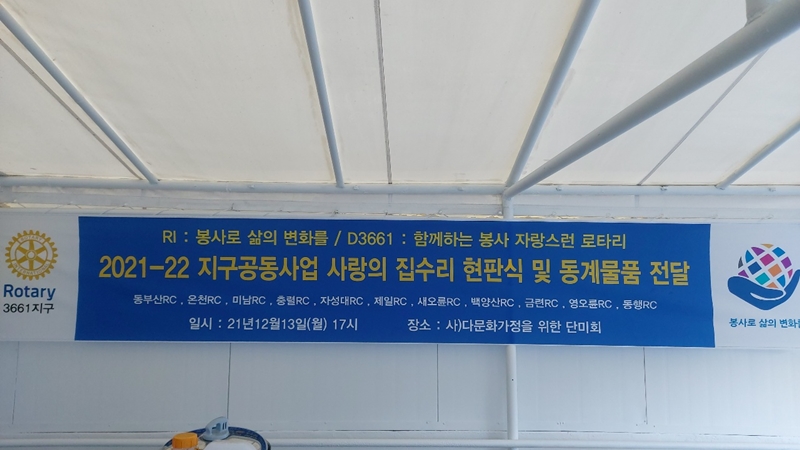 RI : 봉사로 삶의 변화를 / D3661 : 함께하는 봉사 자랑스런 로타리
2021-22 지구공동사업 사랑의 집수리 현판식 및 동계물품 전달
동부산RC , 온천RC , 미남RC , 충렬RC , 자성대RC , 제일RC , 새오륜RC , 백양산RC , 금련RC , 영오륜RC , 동행RC
일시 : 21년12월13일(월) 17시 장소 : 사)다문화가정을 위한 단미회
Rotary
3661지구
봉사로 삶의 변화를